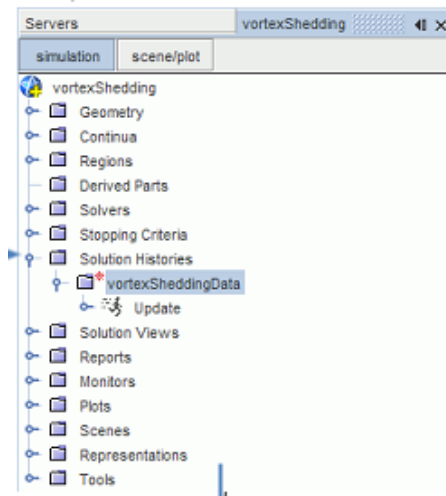 Servers vortexShedding
simulation scene/plot
vortexShedding
Geometry
Continua
Regions
Derived Parts
Solvers
Stopping Criteria
Solution Histories
vortexSheddingData
Update
Solution Views
Reports
Monitors
Plots
Scenes
Representations
Tools